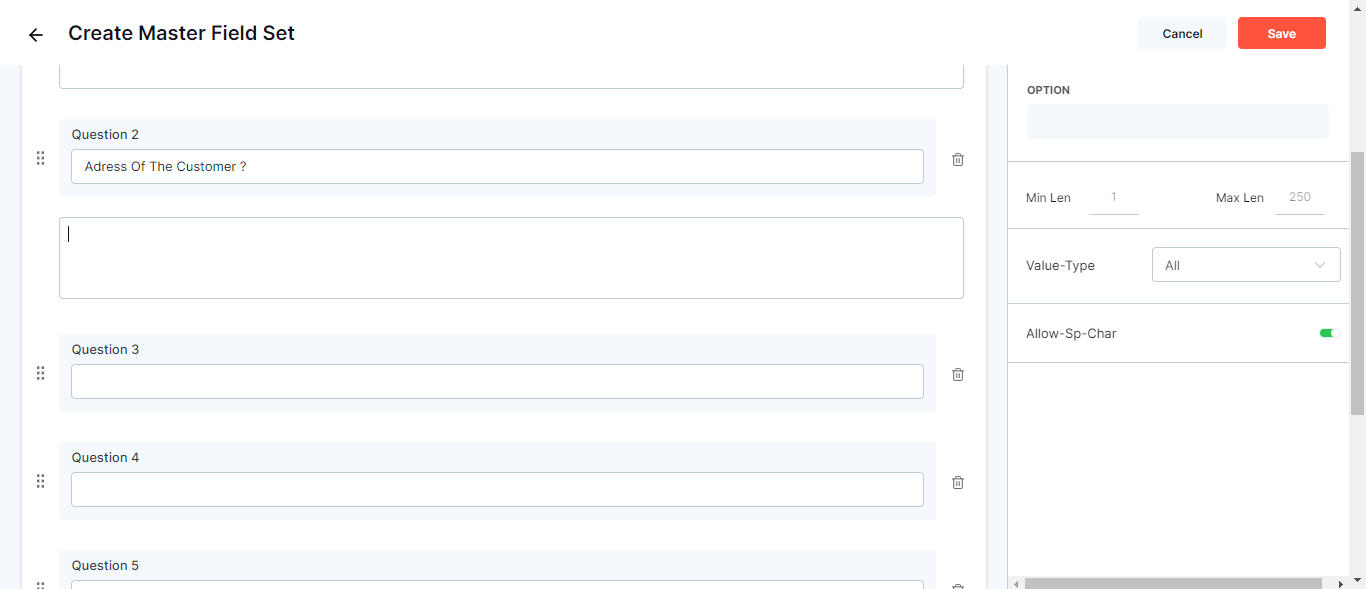 Create Master Field Set
Cancel
Save
Question 2
Adress Of The Customer ?
Question 3
Question 4
Question 5
OPTION
Min Len 1 Max Len 250
Value-Type All
Allow-Sp-Char